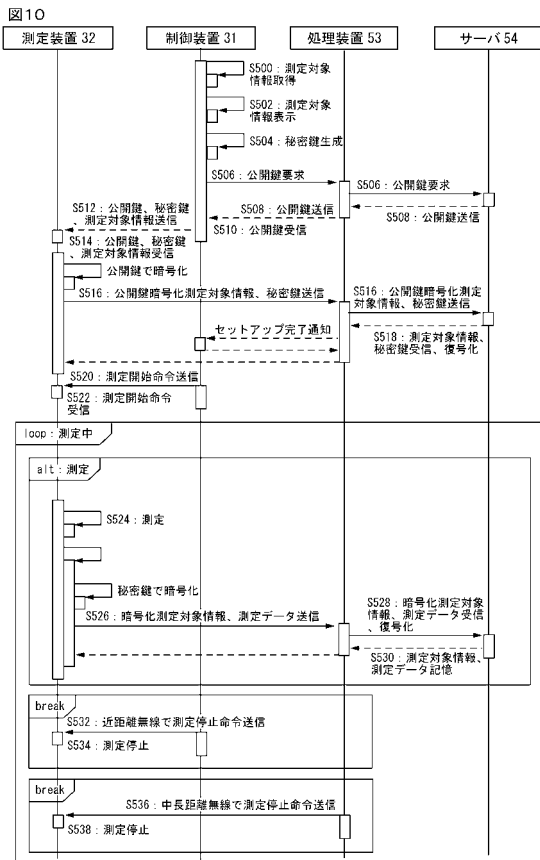 図10
測定装置 32
制御装置 31
処理装置 53
サーバ 54
S500：測定対象
情報取得
S502：測定対象
情報表示
S504：秘密鍵生成
S506：公開鍵要求
S506：公開鍵要求
S508：公開鍵送信
S508：公開鍵送信
S510：公開鍵受信
S512：公開鍵、秘密鍵
、測定対象情報送信
S514：公開鍵、秘密鍵
、測定対象情報受信
公開鍵で暗号化
S516：公開鍵暗号化測定対象情報、秘密鍵送信
S516：公開鍵暗号化測定
対象情報、秘密鍵送信
S518：測定対象情報、
秘密鍵受信、復号化
セットアップ完了通知
S520：測定開始命令送信
S522：測定開始命令
受信
loop：測定中
alt：測定
S524：測定
秘密鍵で暗号化
S526：暗号化測定対象情報、測定データ送信
S528：暗号化測定対象
情報、測定データ受信
、復号化
S530：測定対象情報、
測定データ記憶
break
S532：近距離無線で測定停止命令送信
S534：測定停止
break
S536：中長距離無線で測定停止命令送信
S538：測定停止